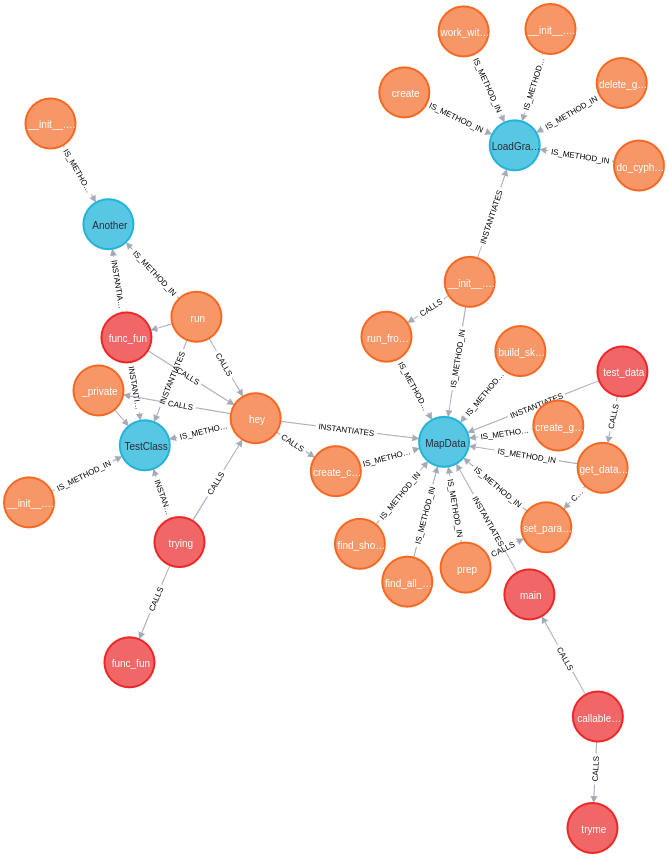 work_wit…
__init__.…
create
IS_METHOD_IN
IS_METHOD…
delete_g…
IS_METHOD_IN
IS_METHOD_IN
__init__.…
LoadGra…
IS_METHOD_IN
do_cyph…
IS_METHO…
INSTANTIATES
Another
IS_METHOD_IN
INSTANTIA…
__init__.…
run
CALLS
func_fun
run_fro…
IS_METHOD_IN
build_sk…
CALLS
INSTANTIATES
CALLS
IS_METHOD…
IS_METHOD…
test_data
_private
INSTANTI…
CALLS
INSTANTIATES
CALLS
hey
INSTANTIATES
create_g…
IS_METHO…
TestClass
IS_METHO…
CALLS
MapData
IS_METHOD_IN
create_c…
IS_METHO…
get_data…
IS_METHOD_IN
CALLS
INSTAN…
IS_METHOD_IN
IS_METHOD_IN
IS_METHOD_IN
IS_METHOD_IN
INSTANTIATES
C…
__init__.…
set_para…
trying
find_sho…
CALLS
prep
find_all_…
main
CALLS
func_fun
CALLS
callable…
CALLS
tryme